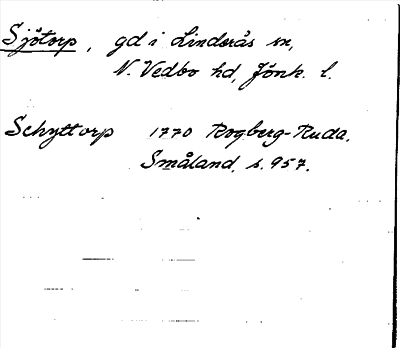 Sjötorp, gd i Linderås sn,
N. Vedbo hd, Jönk. l.
Schyttorp 1770 Rogberg-Ruda,
Småland, s. 957.